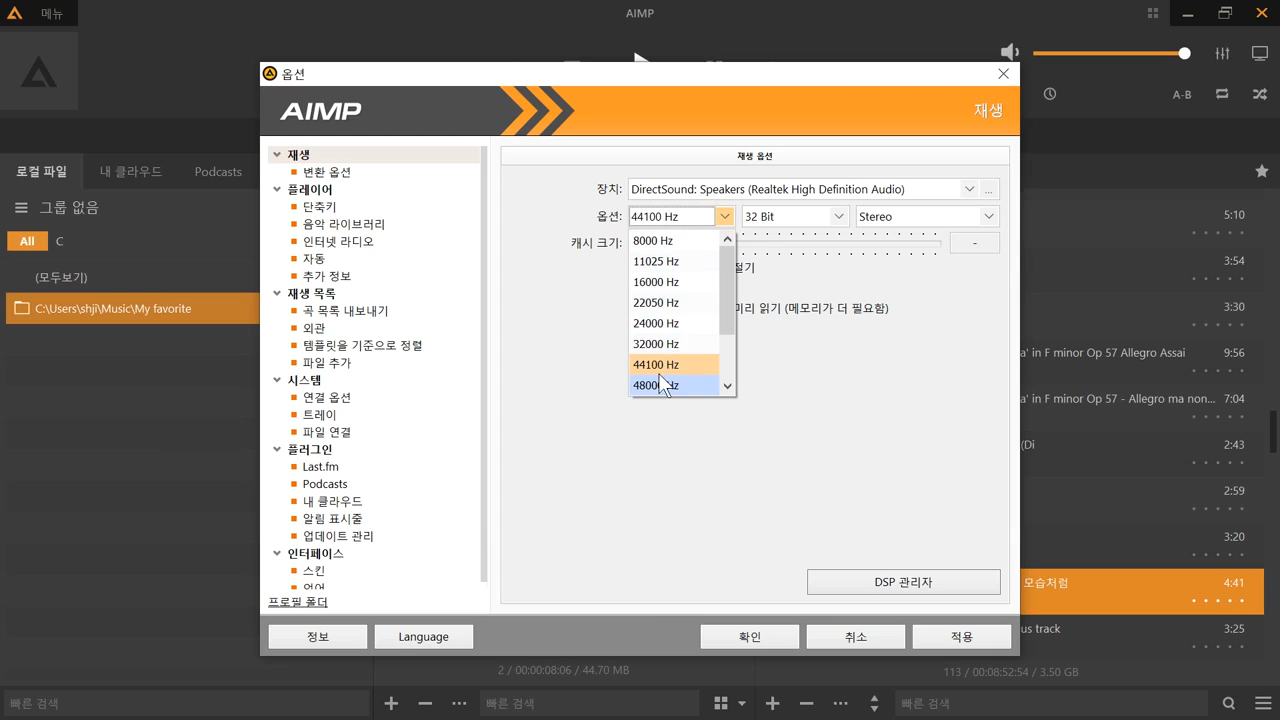 메뉴
AIMP
옵션
AIMP
재생
로컬 파일
내 클라우드
Podcasts
그룹 없음
All
C
(모두보기)
C:\Users\shji\Music\My favorite
재생
변환 옵션
플레이어
단축키
음악 라이브러리
인터넷 라디오
자동
추가 정보
재생 목록
곡 목록 내보내기
외관
템플릿을 기준으로 정렬
파일 추가
시스템
연결 옵션
트레이
파일 연결
플러그인
Last.fm
Podcasts
내 클라우드
알림 표시줄
업데이트 관리
인터페이스
스킨
언어
프로필 폴더
재생 옵션
장치: DirectSound: Speakers (Realtek High Definition Audio) ...
옵션: 44100 Hz 32 Bit Stereo
캐시 크기: -
8000 Hz
11025 Hz
16000 Hz
22050 Hz
24000 Hz
32000 Hz
44100 Hz
48000 Hz
절기
미리 읽기 (메모리가 더 필요함)
DSP 관리자
정보
Language
확인
취소
적용
A-B
5:10
3:54
3:30
a' in F minor Op 57 Allegro Assai 9:56
a' in F minor Op 57 - Allegro ma non... 7:04
(Di 2:43
2:59
3:20
모습처럼 4:41
us track 3:25
2 / 00:00:08:06 / 44.70 MB
113 / 00:08:52:54 / 3.50 GB
빠른 검색
빠른 검색
빠른 검색